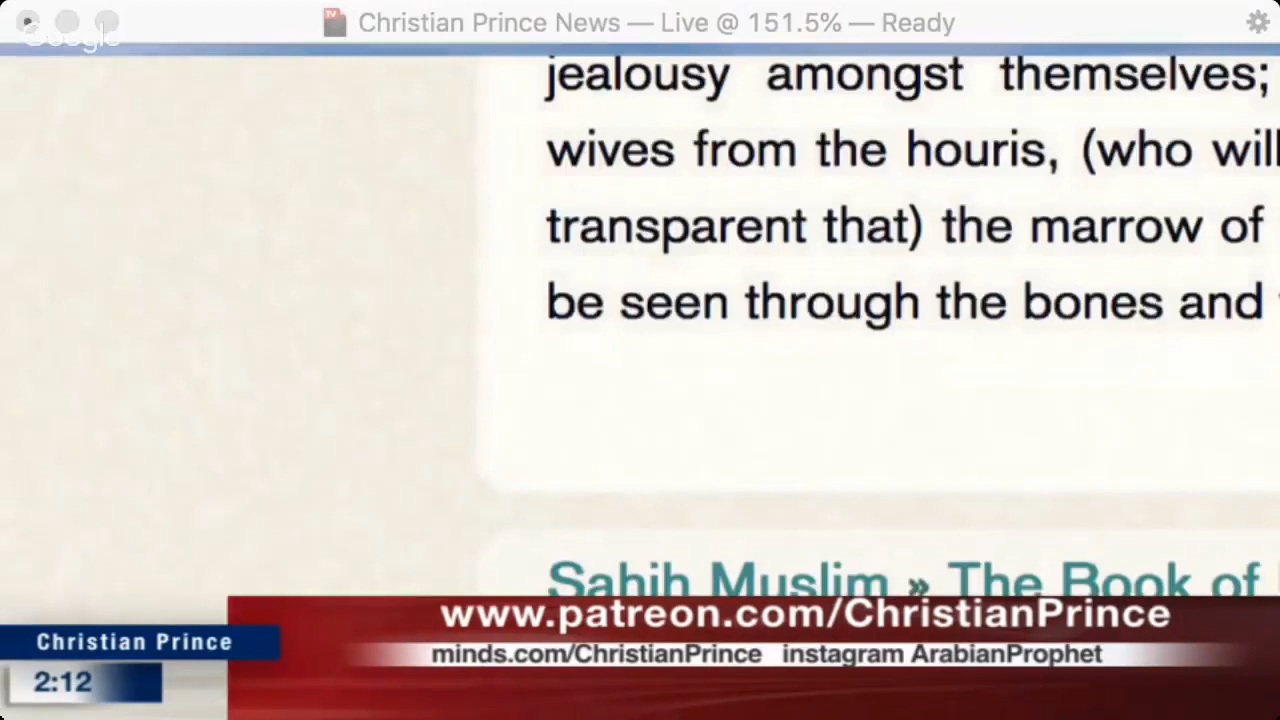 Christian Prince News — Live @ 151.5% — Ready
Google
jealousy amongst themselves;
wives from the houris, (who will
transparent that) the marrow of
be seen through the bones and
Sahih Muslim » The Book of
www.patreon.com/ChristianPrince
Christian Prince
minds.com/ChristianPrince instagram ArabianProphet
2:12